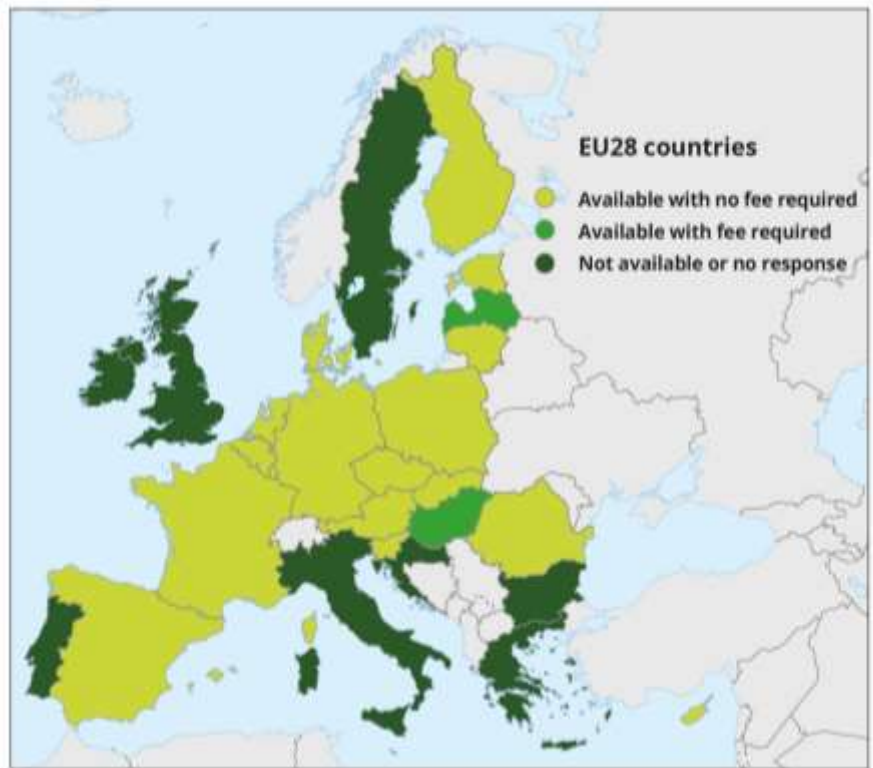 EU28 countries
Available with no fee required
Available with fee required
Not available or no response